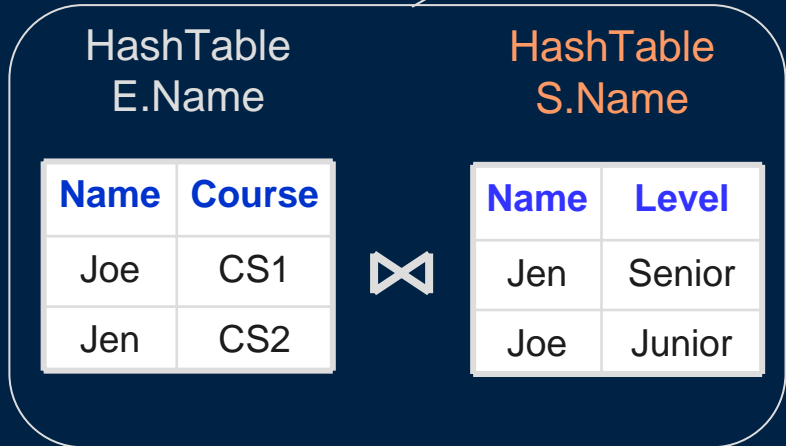 HashTable
E.Name
HashTable
S.Name
Name Course
Joe CS1
Jen CS2
⋈
Name Level
Jen Senior
Joe Junior